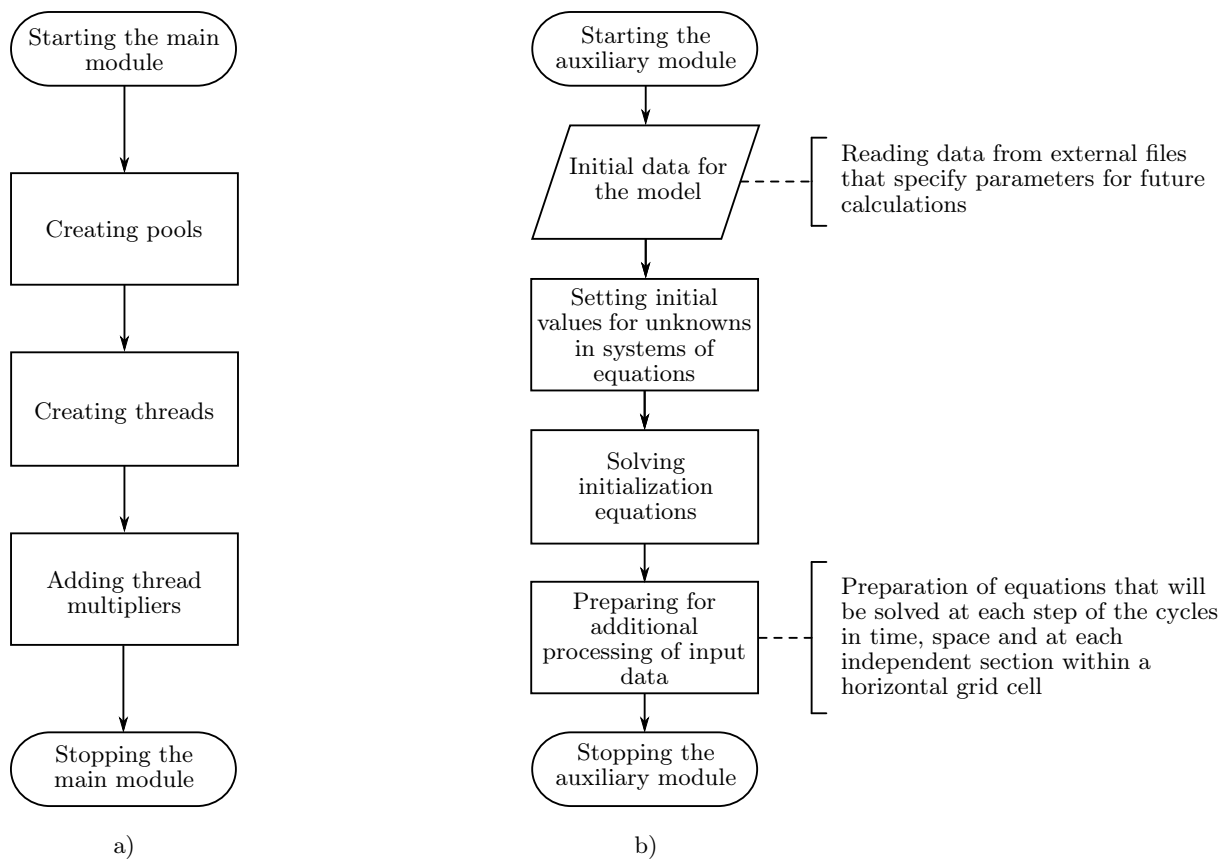 Starting the main
module
Creating pools
Creating threads
Adding thread
multipliers
Stopping the
main module
a)
Starting the
auxiliary module
Initial data for
the model
Reading data from external files
that specify parameters for future
calculations
Setting initial
values for unknowns
in systems of
equations
Solving
initialization
equations
Preparing for
additional
processing of input
data
Preparation of equations that will
be solved at each step of the cycles
in time, space and at each
independent section within a
horizontal grid cell
Stopping the
auxiliary module
b)